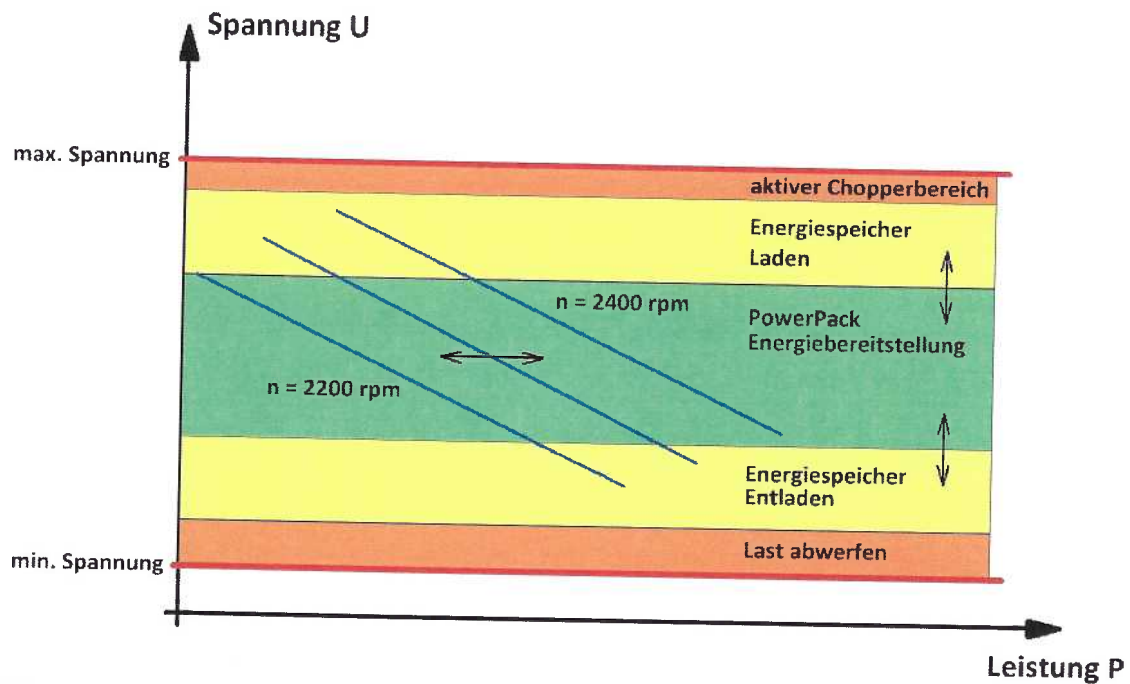 Spannung U
max. Spannung
aktiver Chopperbereich
Energiespeicher
Laden
n = 2400 rpm
PowerPack
Energiebereitstellung
n = 2200 rpm
Energiespeicher
Entladen
Last abwerfen
min. Spannung
Leistung P